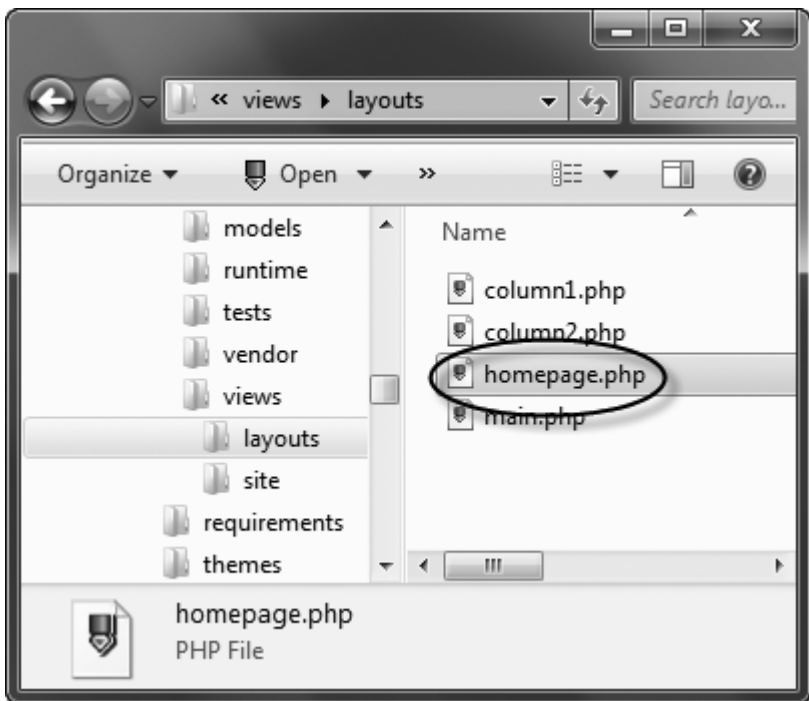 « views layouts
Search layo...
Organize Open »
Name
models
runtime
tests
vendor
views
layouts
site
requirements
themes
column1.php
column2.php
homepage.php
main.php
homepage.php
PHP File